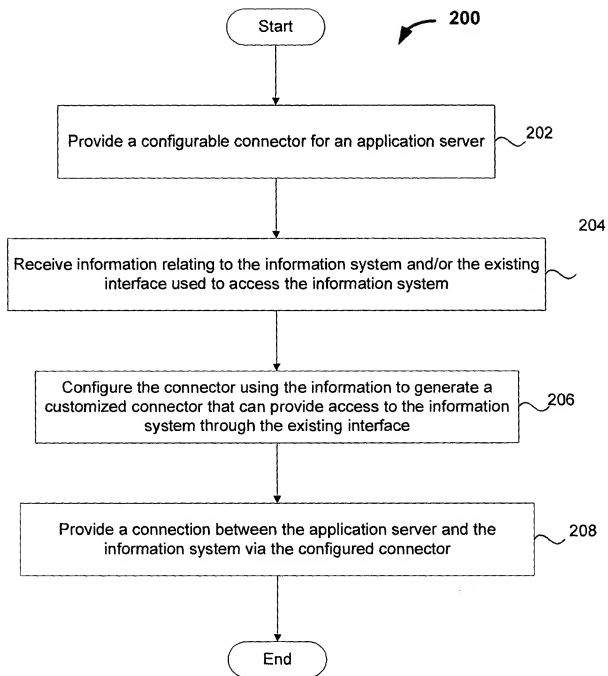 Start
200
Provide a configurable connector for an application server
202
204
Receive information relating to the information system and/or the existing
interface used to access the information system
Configure the connector using the information to generate a
customized connector that can provide access to the information
system through the existing interface
206
Provide a connection between the application server and the
information system via the configured connector
208
End